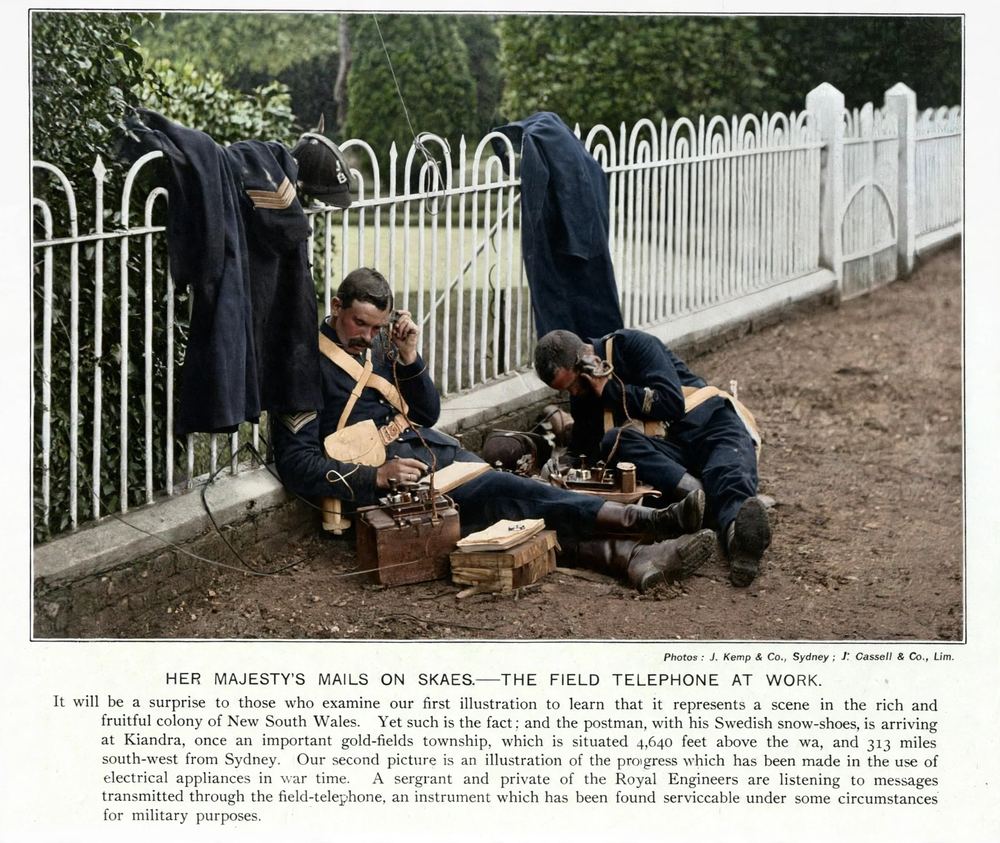 Photos : J. Kemp & Co., Sydney ; J. Cassell & Co., Lim.
HER MAJESTY'S MAILS ON SKAES.—THE FIELD TELEPHONE AT WORK.
It will be a surprise to those who examine our first illustration to learn that it represents a scene in the rich and
fruitful colony of New South Wales. Yet such is the fact; and the postman, with his Swedish snow-shoes, is arriving
at Kiandra, once an important gold-fields township, which is situated 4,640 feet above the wa, and 313 miles
south-west from Sydney. Our second picture is an illustration of the progress which has been made in the use of
electrical appliances in war time. A sergrant and private of the Royal Engineers are listening to messages
transmitted through the field-telephone, an instrument which has been found serviccable under some circumstances
for military purposes.